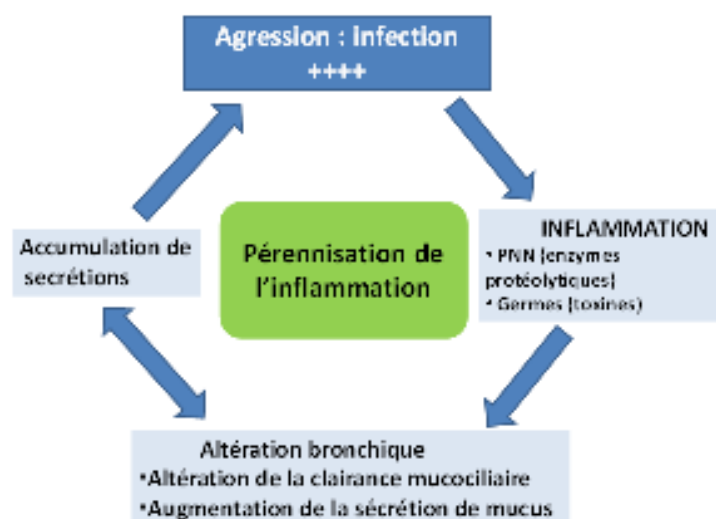 Agression : infection
++++
Accumulation de
secrétions
Pérennisation de
l'inflammation
INFLAMMATION
• PNN (enzymes
protéolytiques)
• Germes (toxines)
Altération bronchique
•Altération de la clairance mucociliaire
•Augmentation de la sécrétion de mucus